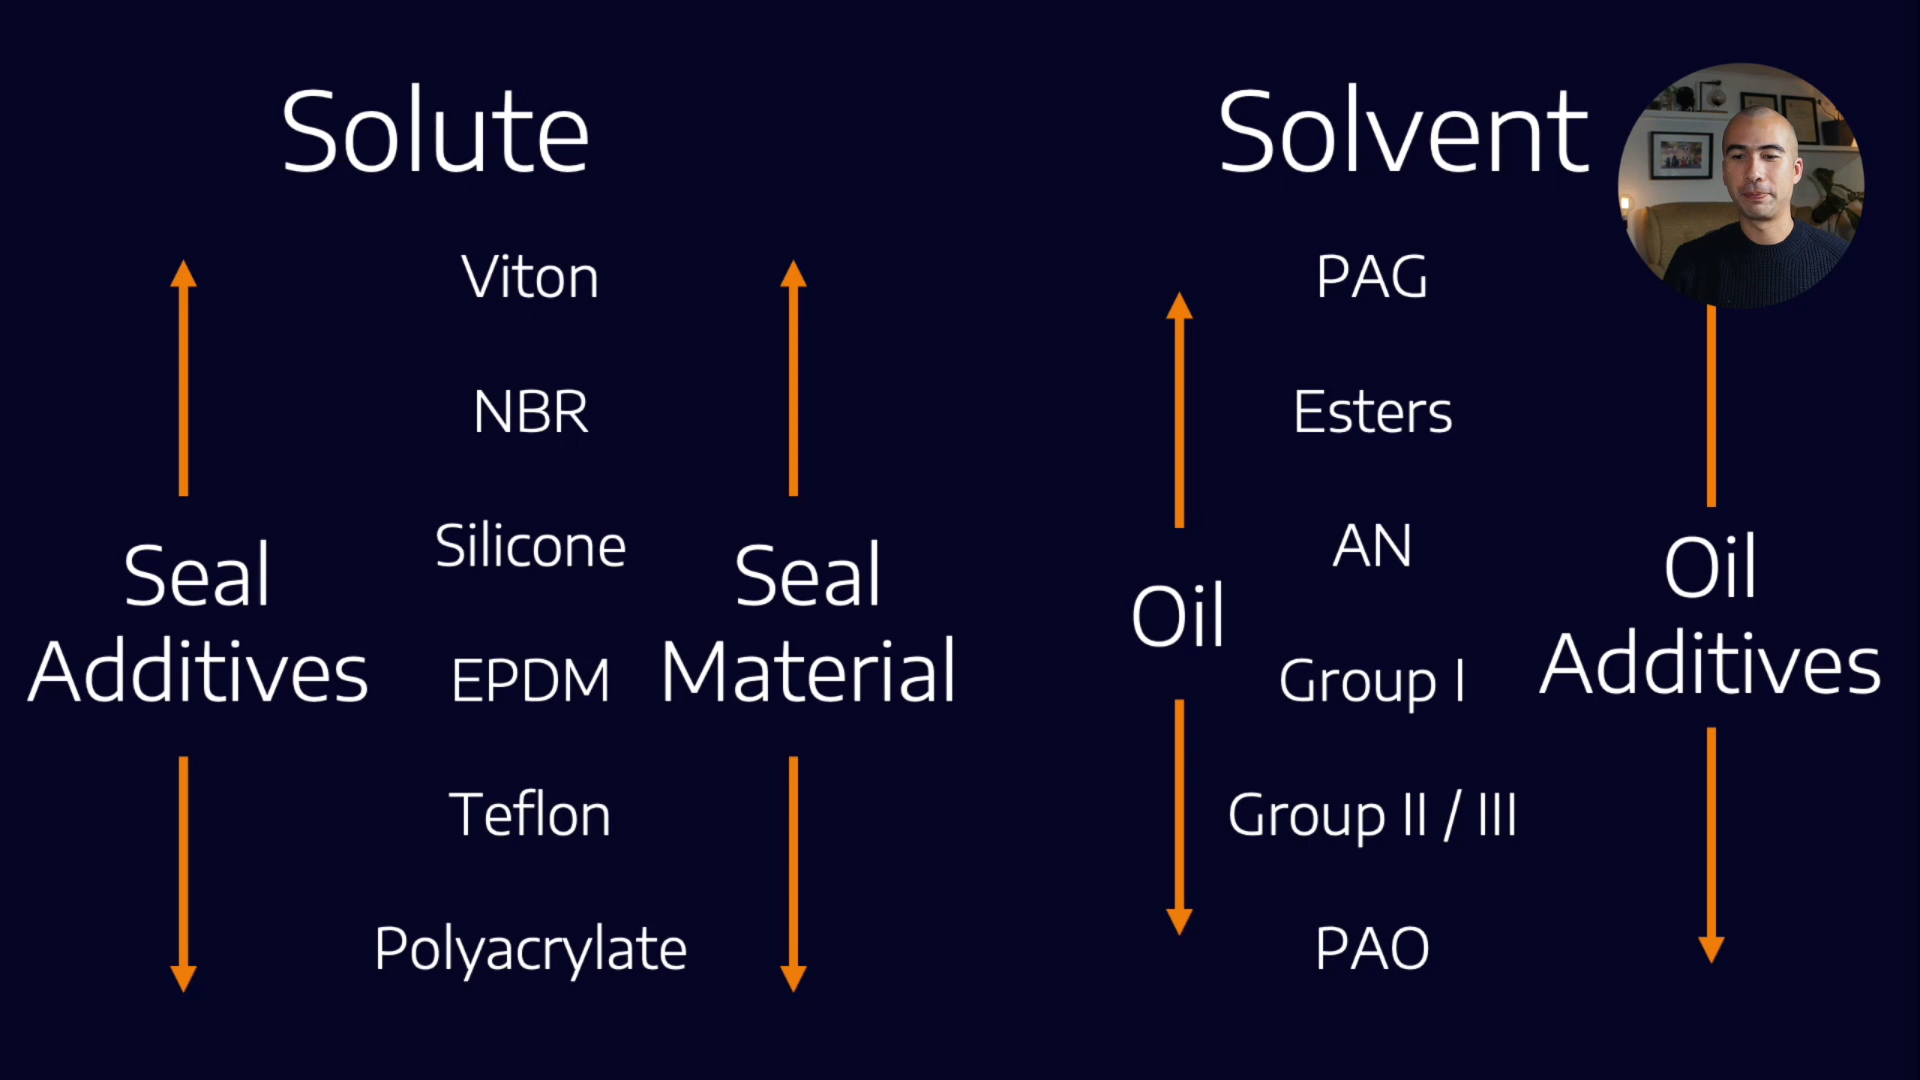 Solute
Viton
NBR
Silicone
EPDM
Teflon
Polyacrylate
Seal
Additives
Seal
Material
Solvent
PAG
Esters
AN
Group I
Group II / III
PAO
Oil
Oil
Additives